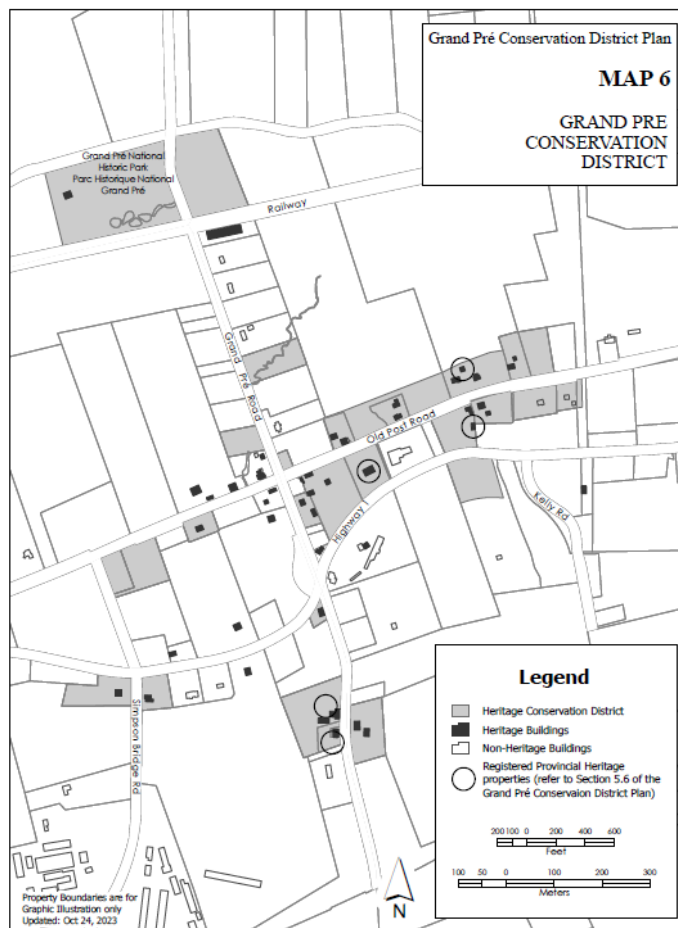 Grand Pré Conservation District Plan
MAP 6
GRAND PRE
CONSERVATION
DISTRICT
Grand Pré National
Historic Park
Parc Historique National
Grand Pré
Railway
Grand Pré Road
Old Post Road
Highway 1
Kelly Rd
Simpson Bridge Rd
Legend
Heritage Conservation District
Heritage Buildings
Non-Heritage Buildings
Registered Provincial Heritage
properties (refer to Section 5.6 of the
Grand Pré Conservaion District Plan)
200 100 0 200 400 600
Feet
100 50 0 100 200 300
Meters
Property Boundaries are for
Graphic Illustration only
Updated: Oct 24, 2023
N